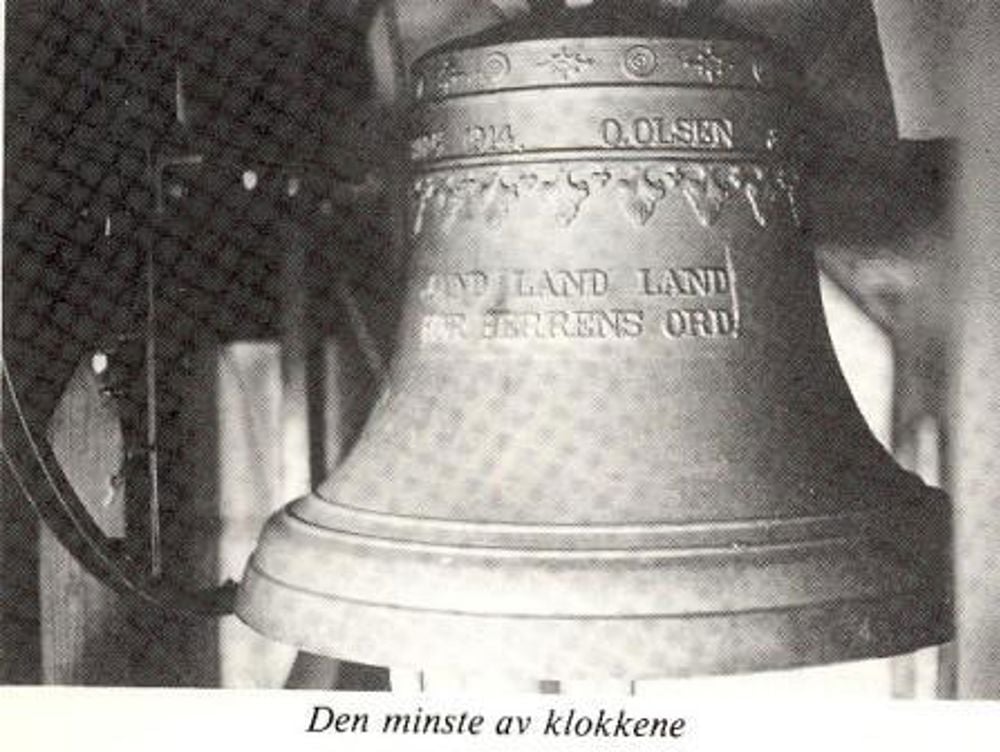 1914. O.OLSEN
LAND LAND
HERRENS ORD.
Den minste av klokkene